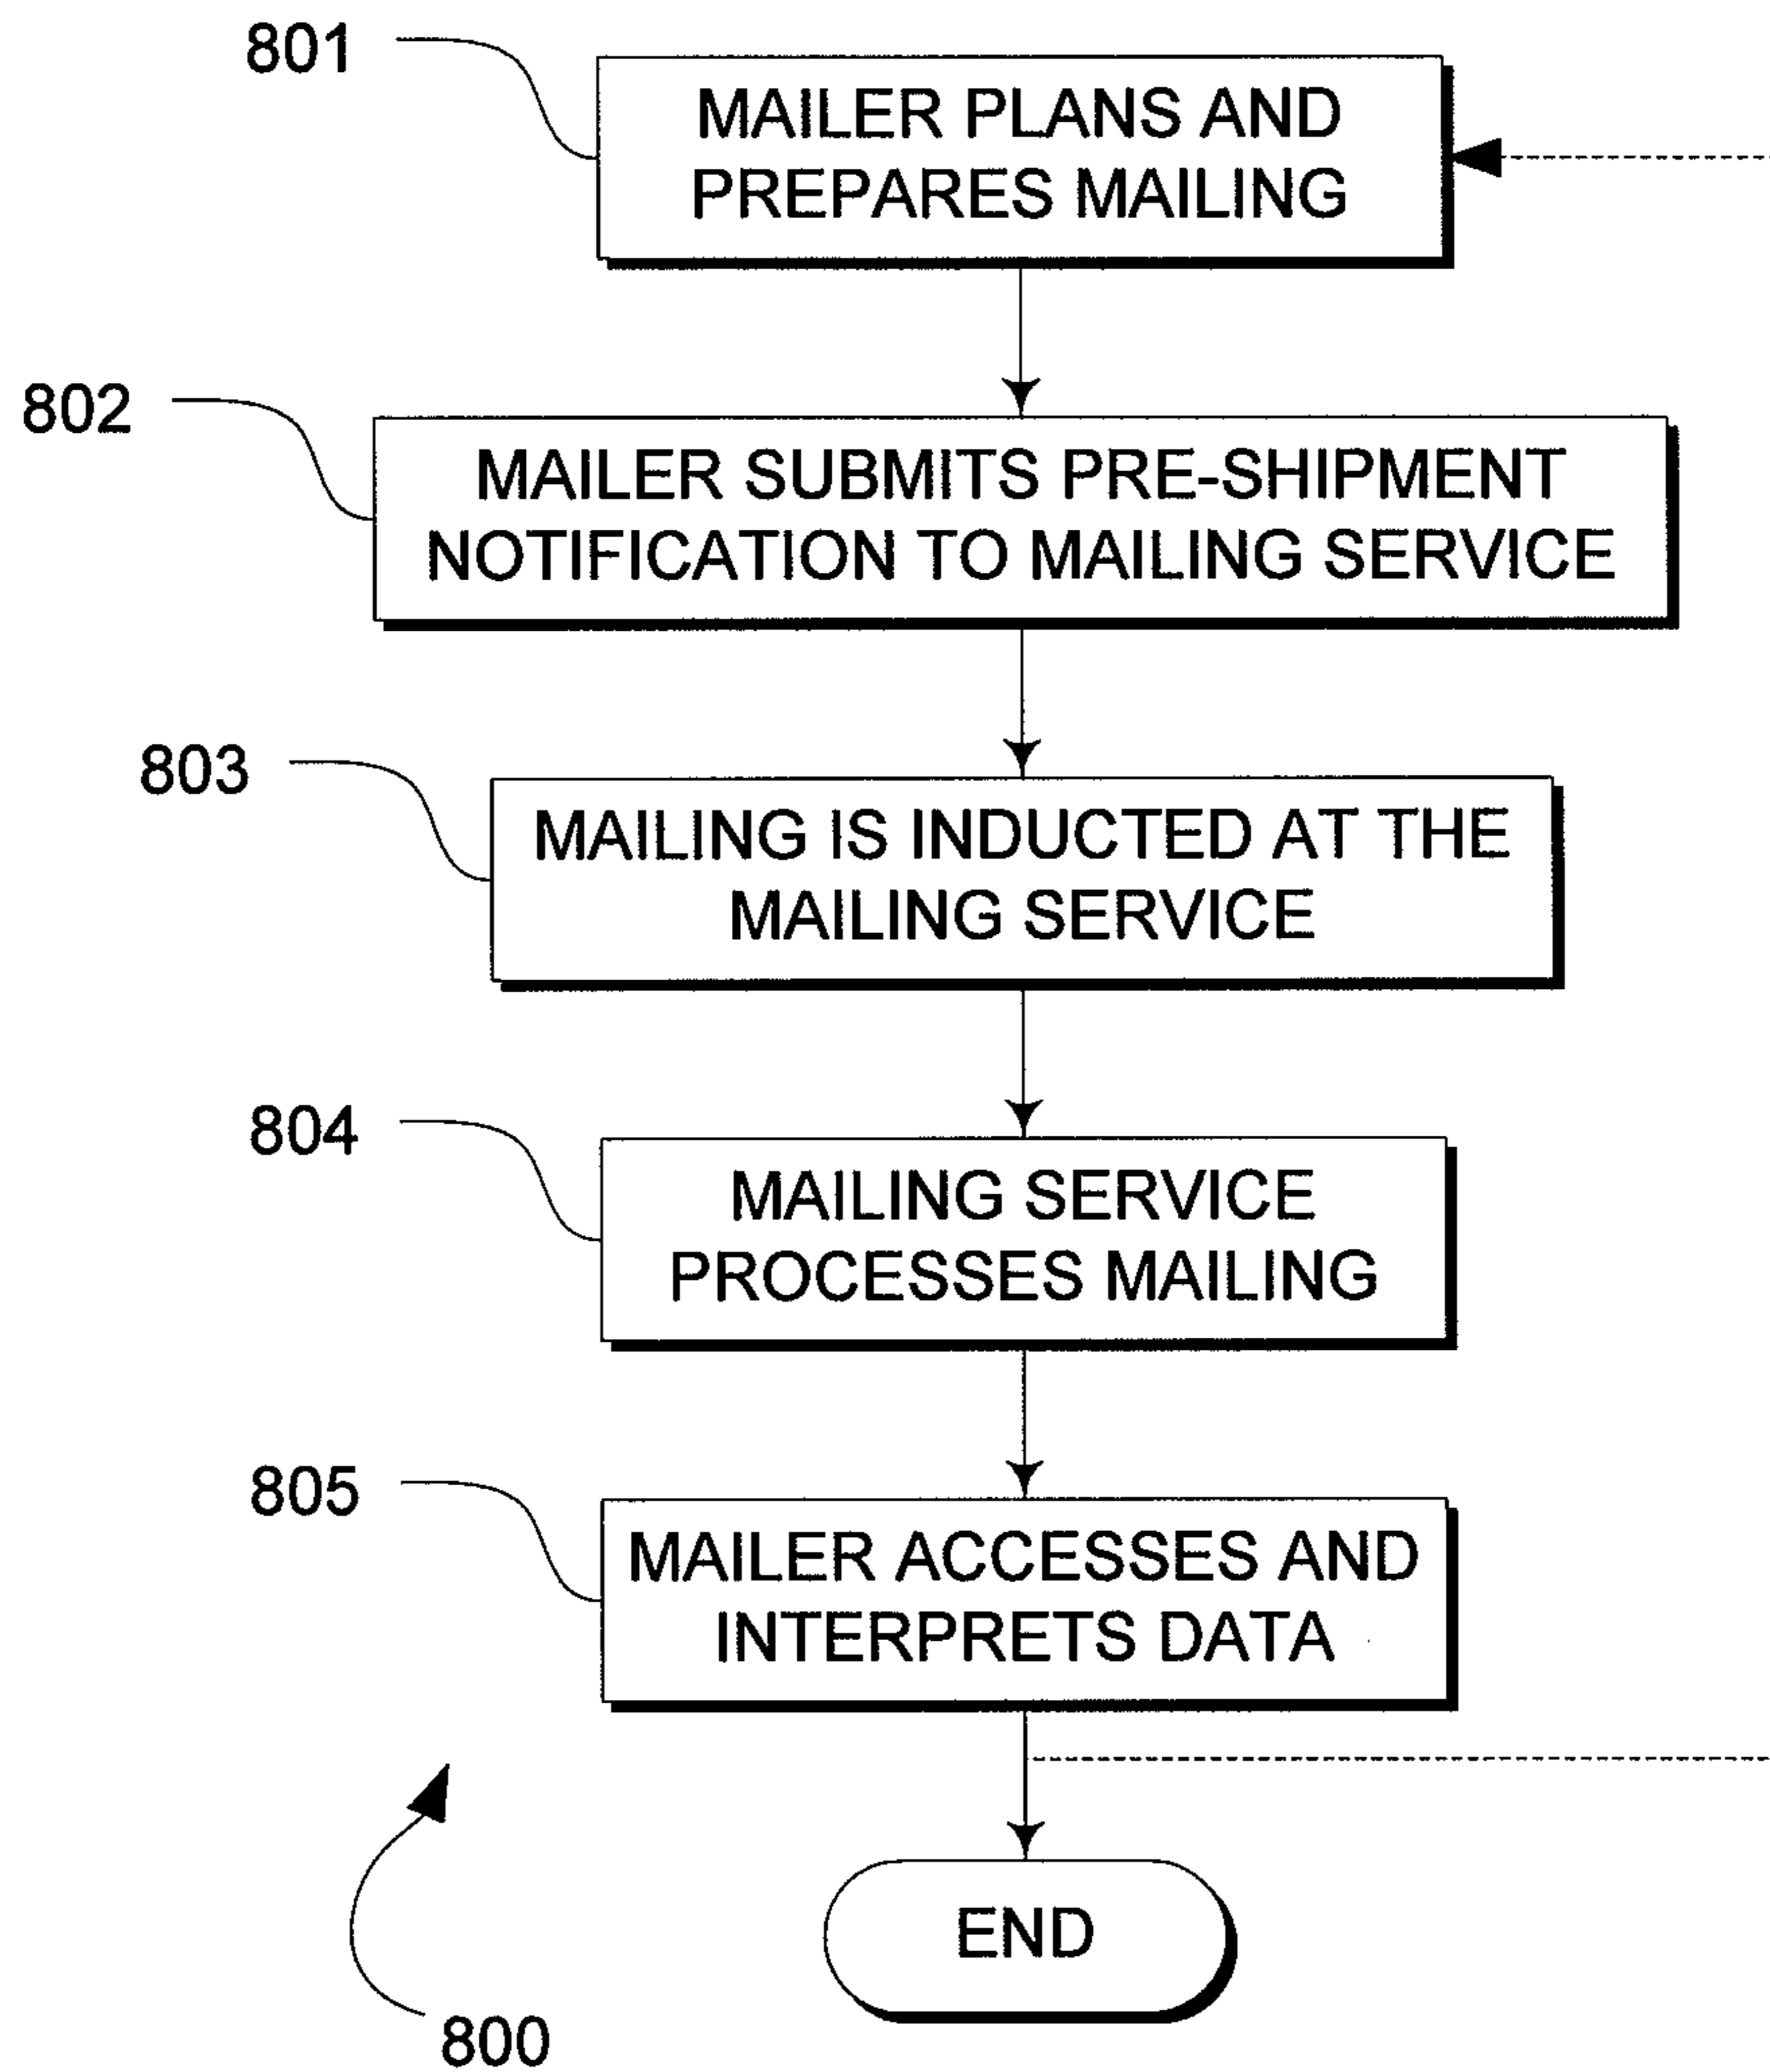 801
MAILER PLANS AND
PREPARES MAILING
802
MAILER SUBMITS PRE-SHIPMENT
NOTIFICATION TO MAILING SERVICE
803
MAILING IS INDUCTED AT THE
MAILING SERVICE
804
MAILING SERVICE
PROCESSES MAILING
805
MAILER ACCESSES AND
INTERPRETS DATA
END
800